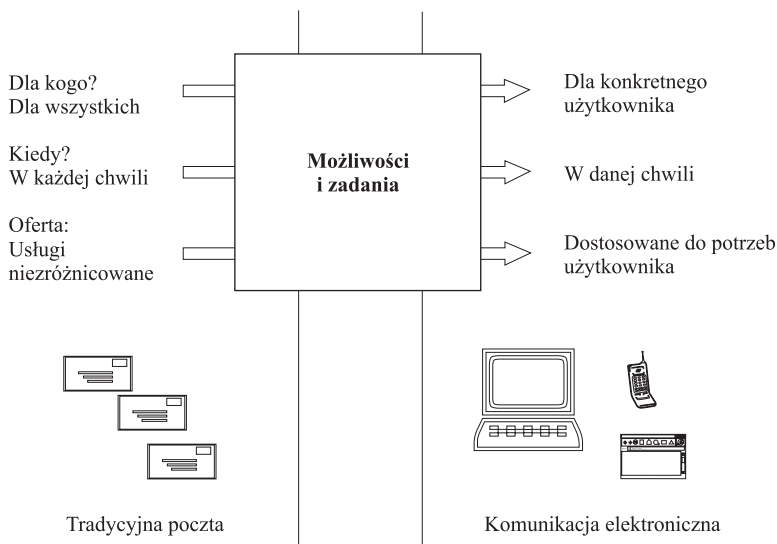 Dla kogo?
Dla wszystkich
Kiedy?
W każdej chwili
Oferta:
Usługi
niezróżnicowane
Możliwości
i zadania
Dla konkretnego
użytkownika
W danej chwili
Dostosowane do potrzeb
użytkownika
Tradycyjna poczta
Komunikacja elektroniczna